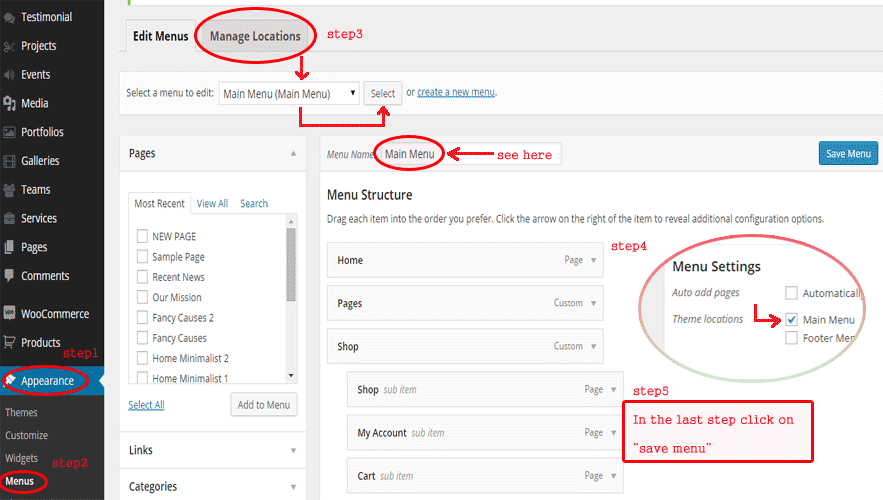 Testimonial
Projects
Events
Media
Portfolios
Galleries
Teams
Services
Pages
Comments
WooCommerce
Products
step1
Appearance
Themes
Customize
Widgets
step2
Menus
Edit Menus
Manage Locations
step3
Select a menu to edit: Main Menu (Main Menu) Select or create a new menu.
Pages
Most Recent View All Search
NEW PAGE
Sample Page
Recent News
Our Mission
Fancy Causes 2
Fancy Causes
Home Minimalist 2
Home Minimalist 1
Select All Add to Menu
Links
Categories
Menu Name Main Menu see here Save Menu
Menu Structure
Drag each item into the order you prefer. Click the arrow on the right of the item to reveal additional configuration options.
Home Page
Pages Custom
Shop Custom
Shop sub item Page
My Account sub item Page
Cart sub item Page
step4
Menu Settings
Auto add pages Automaticall
Theme locations Main Menu
Footer Men
step5
In the last step click on
"save menu"